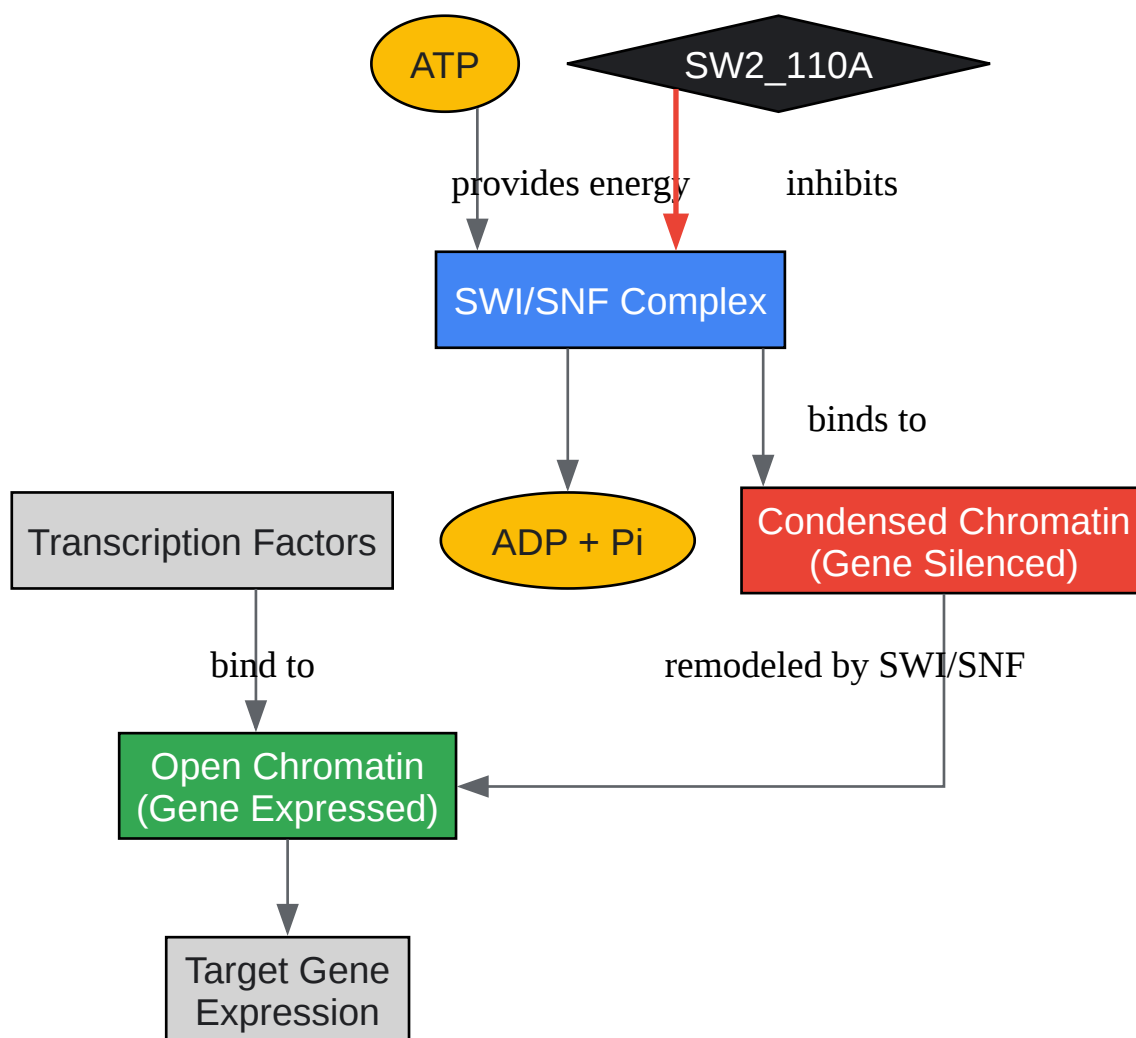 ATP
SW2_110A
provides energy
inhibits
SWI/SNF Complex
binds to
Transcription Factors
ADP + Pi
Condensed Chromatin
(Gene Silenced)
bind to
remodeled by SWI/SNF
Open Chromatin
(Gene Expressed)
Target Gene
Expression